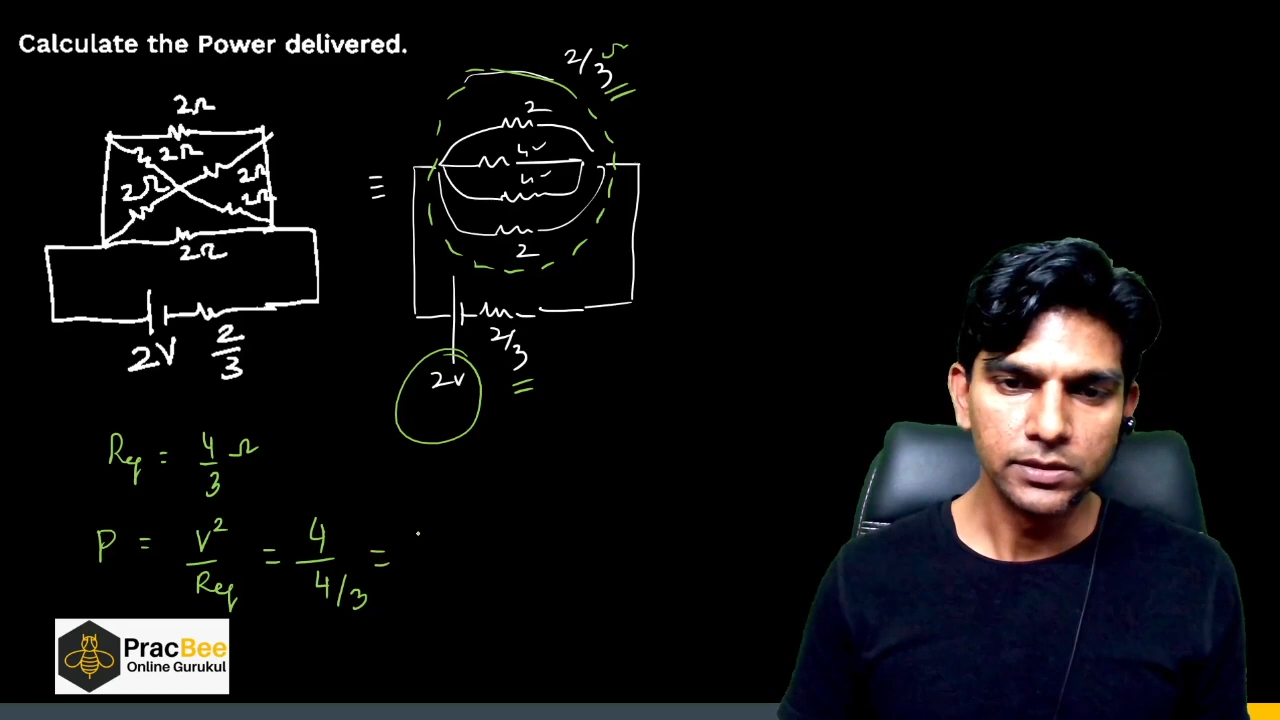 Calculate the Power delivered.
2Ω
2Ω
2Ω
2Ω
2Ω
2Ω
2V
2/3
≡
2/3 Ω
2
4
4
2
2/3
2V
Req = 4/3 Ω
P = V²/Req = 4/4/3 =
PracBee
Online Gurukul